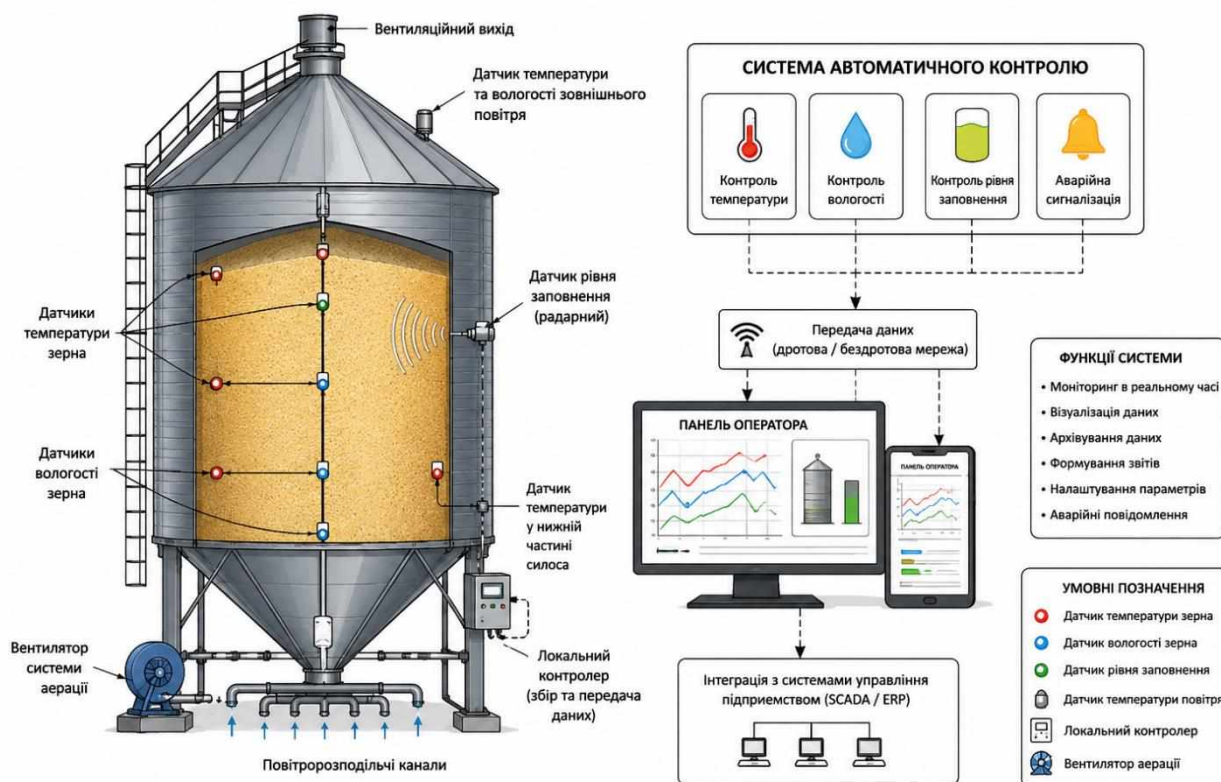 Вентиляційний вихід
Датчик температури
та вологості зовнішнього
повітря
Датчики
температури
зерна
Датчик рівня
заповнення
(радарний)
Датчики
вологості
зерна
Датчик
температури
у нижній
частині
силоса
Вентилятор
системи
аерації
Локальний
контролер
(збір та передача
даних)
Повітророзподільчі канали
СИСТЕМА АВТОМАТИЧНОГО КОНТРОЛЮ
Контроль
температури
Контроль
вологості
Контроль рівня
заповнення
Аварійна
сигналізація
Передача даних
(дротова / бездротова мережа)
ПАНЕЛЬ ОПЕРАТОРА
ПАНЕЛЬ ОПЕРАТОРА
Інтеграція з системами управління
підприємством (SCADA / ERP)
ФУНКЦІЇ СИСТЕМИ
• Моніторинг в реальному часі
• Візуалізація даних
• Архівування даних
• Формування звітів
• Налаштування параметрів
• Аварійні повідомлення
УМОВНІ ПОЗНАЧЕННЯ
Датчик температури зерна
Датчик вологості зерна
Датчик рівня заповнення
Датчик температури повітря
Локальний контролер
Вентилятор аерації